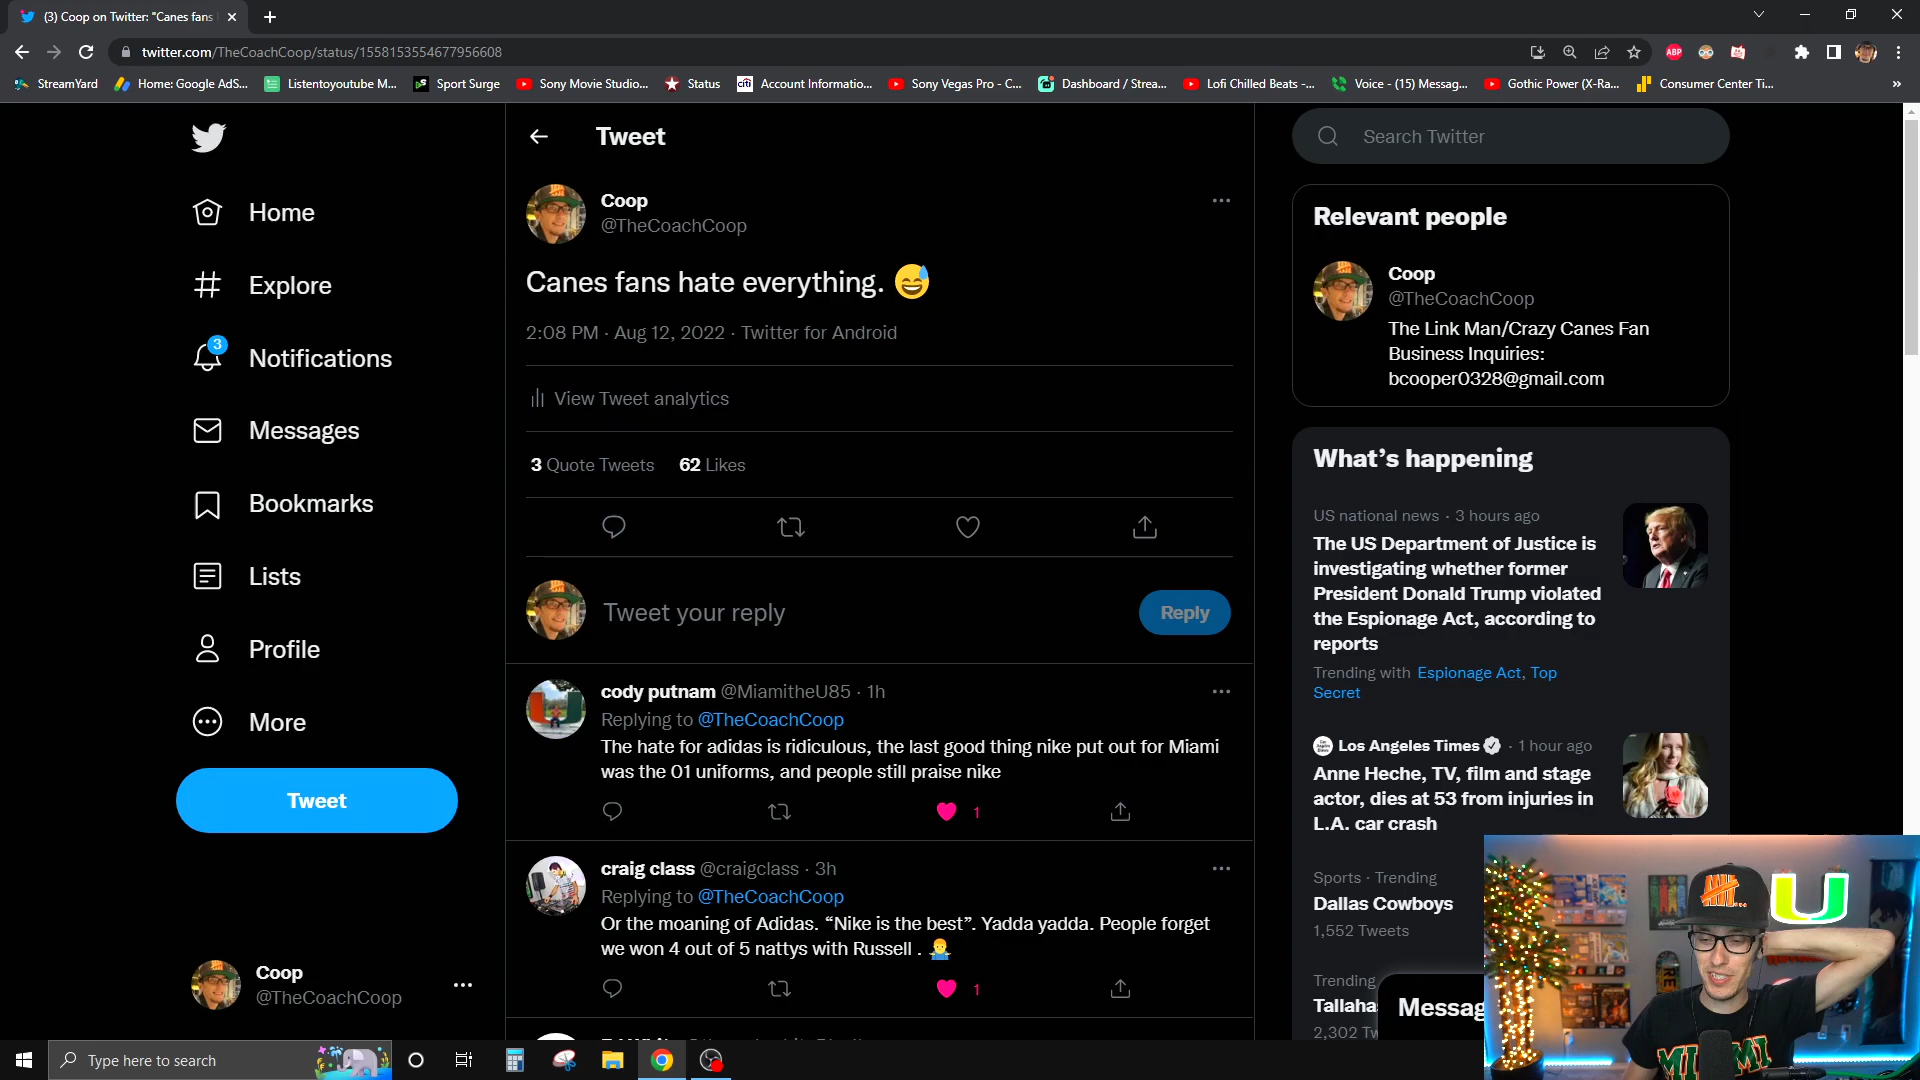 (3) Coop on Twitter: "Canes fans
twitter.com/TheCoachCoop/status/1558153554677956608
ABP
StreamYard
Home: Google AdS...
Listentoyoutube M...
Sport Surge
Sony Movie Studio...
Status
citi
Account Informatio...
Sony Vegas Pro - C...
Dashboard / Strea...
Lofi Chilled Beats -...
Voice - (15) Messag...
Gothic Power (X-Ra...
Consumer Center Ti...
Home
Explore
3
Notifications
Messages
Bookmarks
Lists
Profile
More
Tweet
Coop
@TheCoachCoop
Tweet
Coop
@TheCoachCoop
Canes fans hate everything. 😅
2:08 PM · Aug 12, 2022 · Twitter for Android
View Tweet analytics
3 Quote Tweets 62 Likes
Tweet your reply
Reply
cody putnam @MiamitheU85 · 1h
Replying to @TheCoachCoop
The hate for adidas is ridiculous, the last good thing nike put out for Miami
was the 01 uniforms, and people still praise nike
1
craig class @craigclass · 3h
Replying to @TheCoachCoop
Or the moaning of Adidas. “Nike is the best”. Yadda yadda. People forget
we won 4 out of 5 nattys with Russell . 🤷‍♂️
1
Search Twitter
Relevant people
Coop
@TheCoachCoop
The Link Man/Crazy Canes Fan
Business Inquiries:
bcooper0328@gmail.com
What’s happening
US national news · 3 hours ago
The US Department of Justice is
investigating whether former
President Donald Trump violated
the Espionage Act, according to
reports
Trending with Espionage Act, Top
Secret
Los Angeles Times · 1 hour ago
Anne Heche, TV, film and stage
actor, dies at 53 from injuries in
L.A. car crash
Sports · Trending
Dallas Cowboys
1,552 Tweets
Trending
Tallaha
2,302 Tw
Messag
U
MIAMI
Type here to search